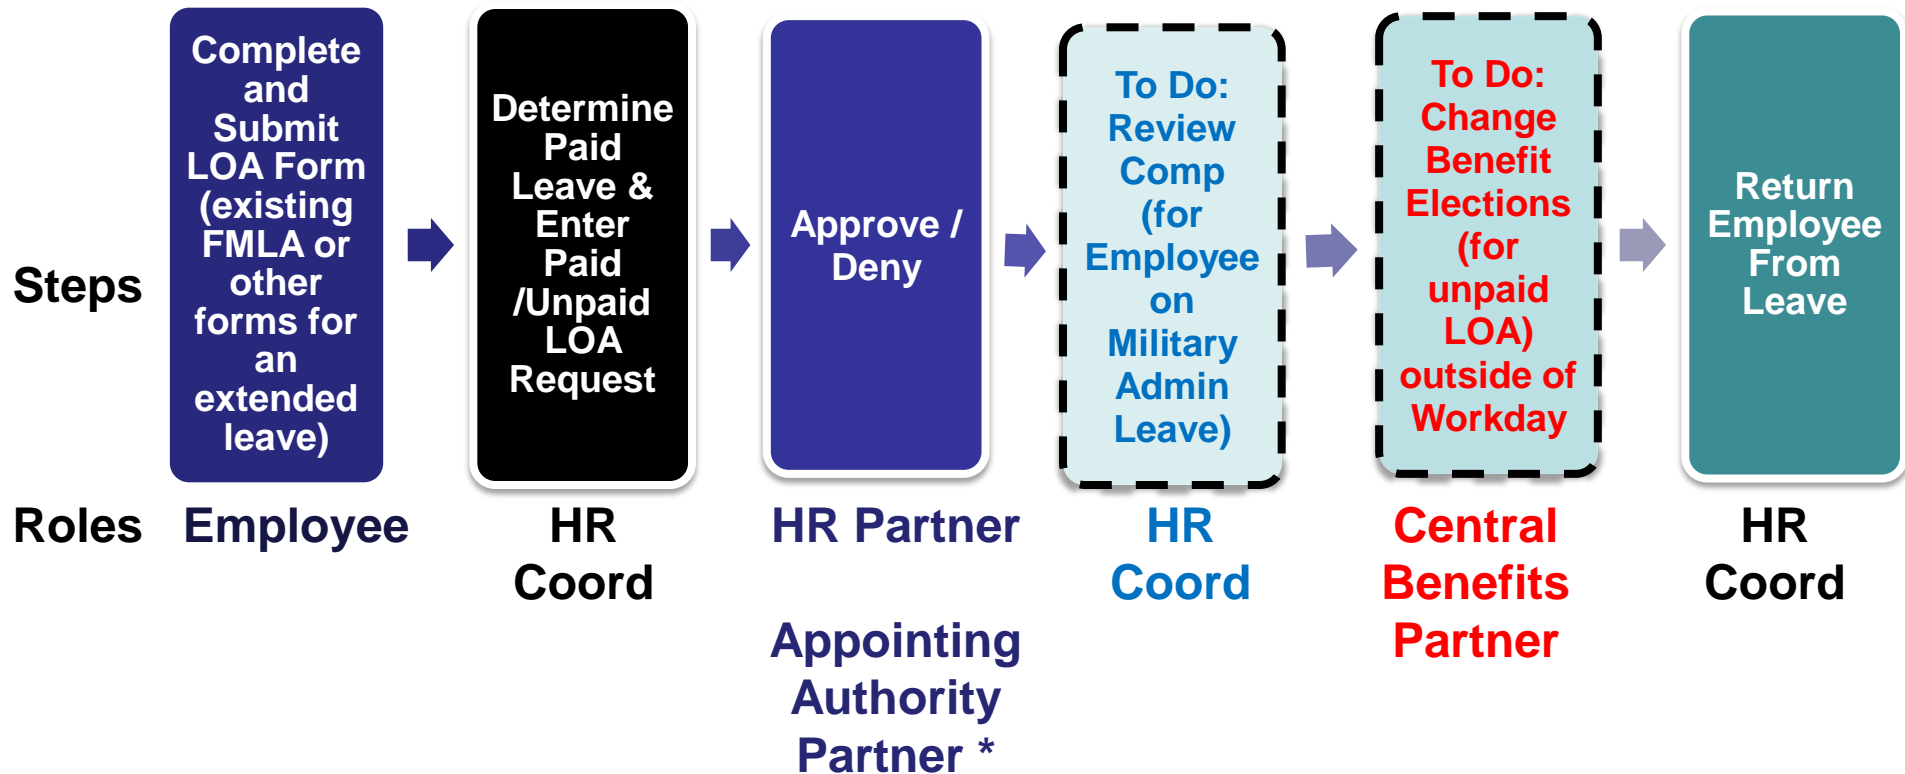 Steps
Complete
and
Submit
LOA Form
(existing
FMLA or
other
forms for
an
extended
leave)
Determine
Paid
Leave &
Enter
Paid
/Unpaid
LOA
Request
Approve /
Deny
To Do:
Review
Comp
(for
Employee
on
Military
Admin
Leave)
To Do:
Change
Benefit
Elections
(for
unpaid
LOA)
outside of
Workday
Return
Employee
From
Leave
Roles
Employee
HR
Coord
HR Partner
Appointing
Authority
Partner *
HR
Coord
Central
Benefits
Partner
HR
Coord